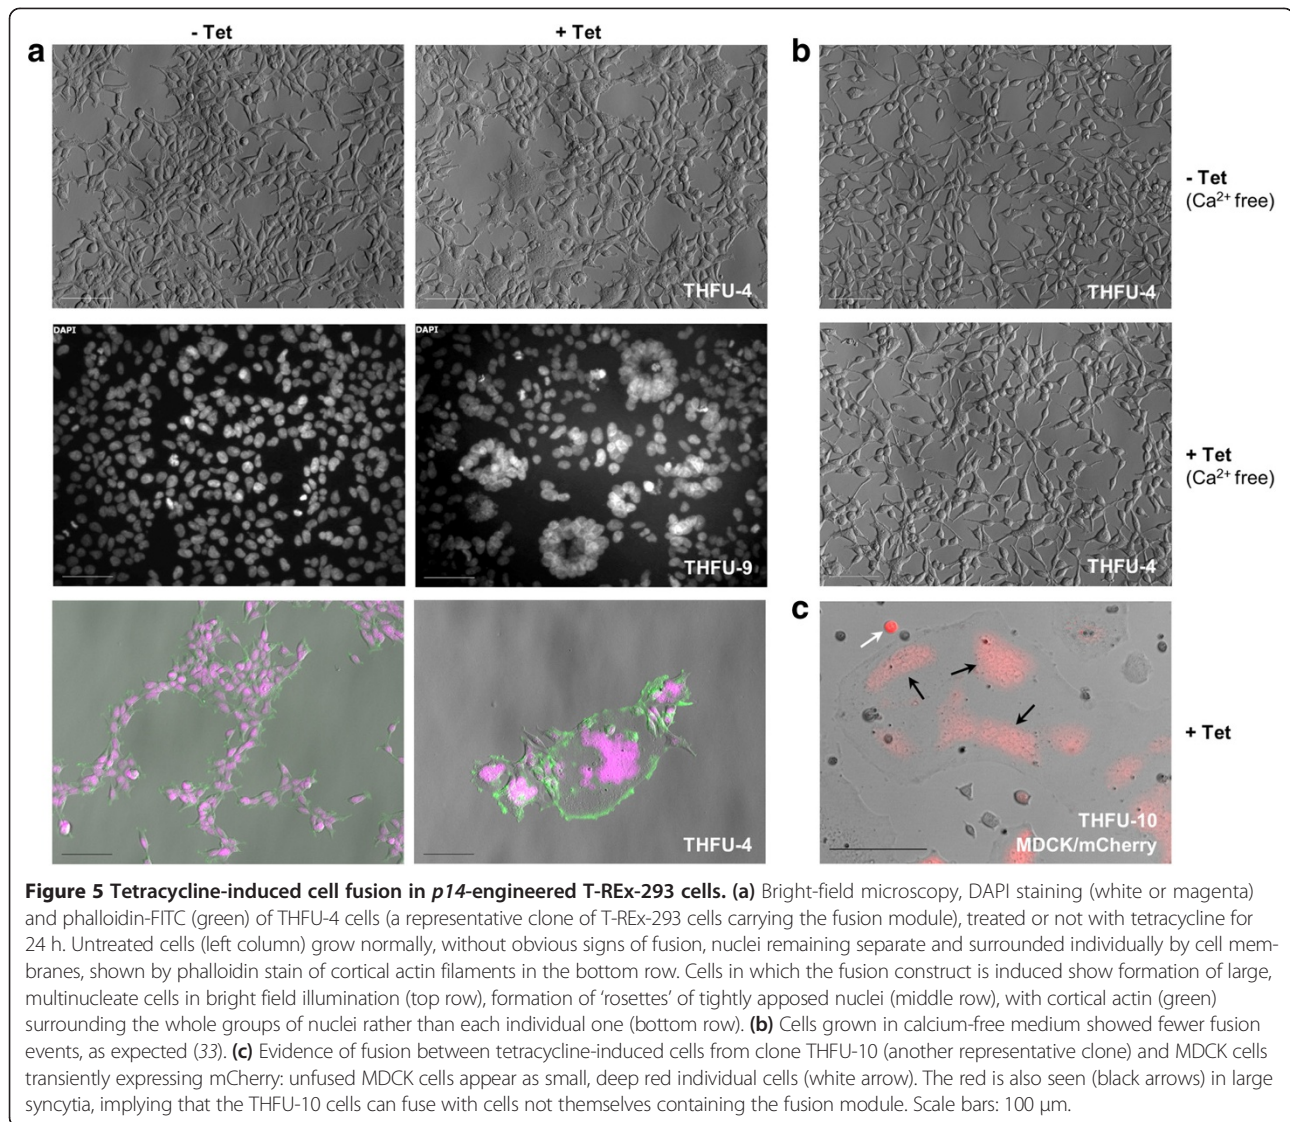 - Tet
+ Tet
a
b
THFU-4
THFU-4
- Tet
(Ca2+ free)
DAPI
DAPI
THFU-9
THFU-4
+ Tet
(Ca2+ free)
c
THFU-4
THFU-10
MDCK/mCherry
+ Tet
Figure 5 Tetracycline-induced cell fusion in p14-engineered T-REx-293 cells. (a) Bright-field microscopy, DAPI staining (white or magenta)
and phalloidin-FITC (green) of THFU-4 cells (a representative clone of T-REx-293 cells carrying the fusion module), treated or not with tetracycline for
24 h. Untreated cells (left column) grow normally, without obvious signs of fusion, nuclei remaining separate and surrounded individually by cell mem-
branes, shown by phalloidin stain of cortical actin filaments in the bottom row. Cells in which the fusion construct is induced show formation of large,
multinucleate cells in bright field illumination (top row), formation of ‘rosettes’ of tightly apposed nuclei (middle row), with cortical actin (green)
surrounding the whole groups of nuclei rather than each individual one (bottom row). (b) Cells grown in calcium-free medium showed fewer fusion
events, as expected (33). (c) Evidence of fusion between tetracycline-induced cells from clone THFU-10 (another representative clone) and MDCK cells
transiently expressing mCherry: unfused MDCK cells appear as small, deep red individual cells (white arrow). The red is also seen (black arrows) in large
syncytia, implying that the THFU-10 cells can fuse with cells not themselves containing the fusion module. Scale bars: 100 μm.